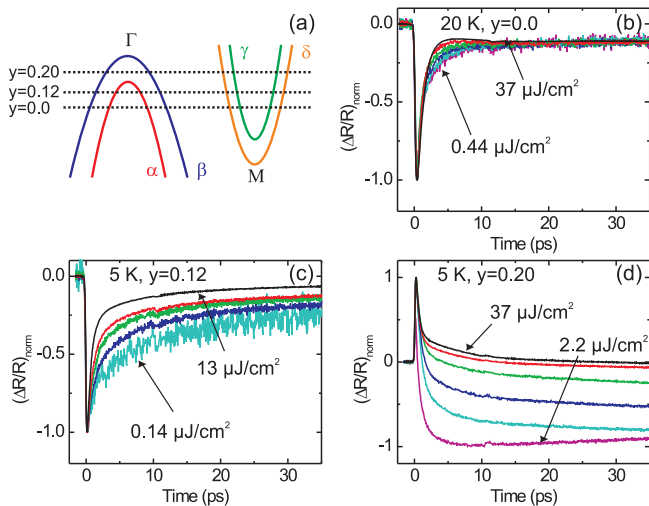 (a)
Γ
γ
δ
y=0.20
y=0.12
y=0.0
α
β
M
(b)
20 K, y=0.0
37 μJ/cm²
0.44 μJ/cm²
0.0
-0.5
-1.0
(ΔR/R)norm
0
10
20
30
Time (ps)
(c)
5 K, y=0.12
13 μJ/cm²
0.14 μJ/cm²
0.0
-0.5
-1.0
(ΔR/R)norm
0
10
20
30
Time (ps)
5 K, y=0.20
(d)
37 μJ/cm²
2.2 μJ/cm²
1
0
-1
(ΔR/R)norm
0
10
20
30
Time (ps)